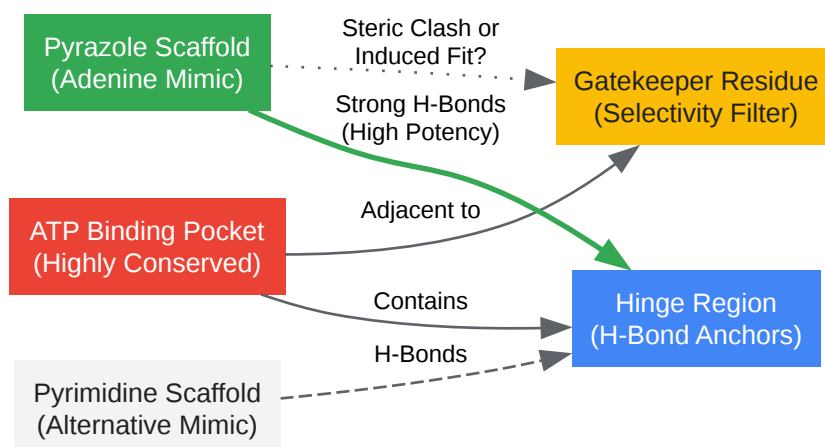 Pyrazole Scaffold
(Adenine Mimic)
Steric Clash or
Induced Fit?
Gatekeeper Residue
(Selectivity Filter)
Strong H-Bonds
(High Potency)
ATP Binding Pocket
(Highly Conserved)
Adjacent to
Contains
Hinge Region
(H-Bond Anchors)
H-Bonds
Pyrimidine Scaffold
(Alternative Mimic)